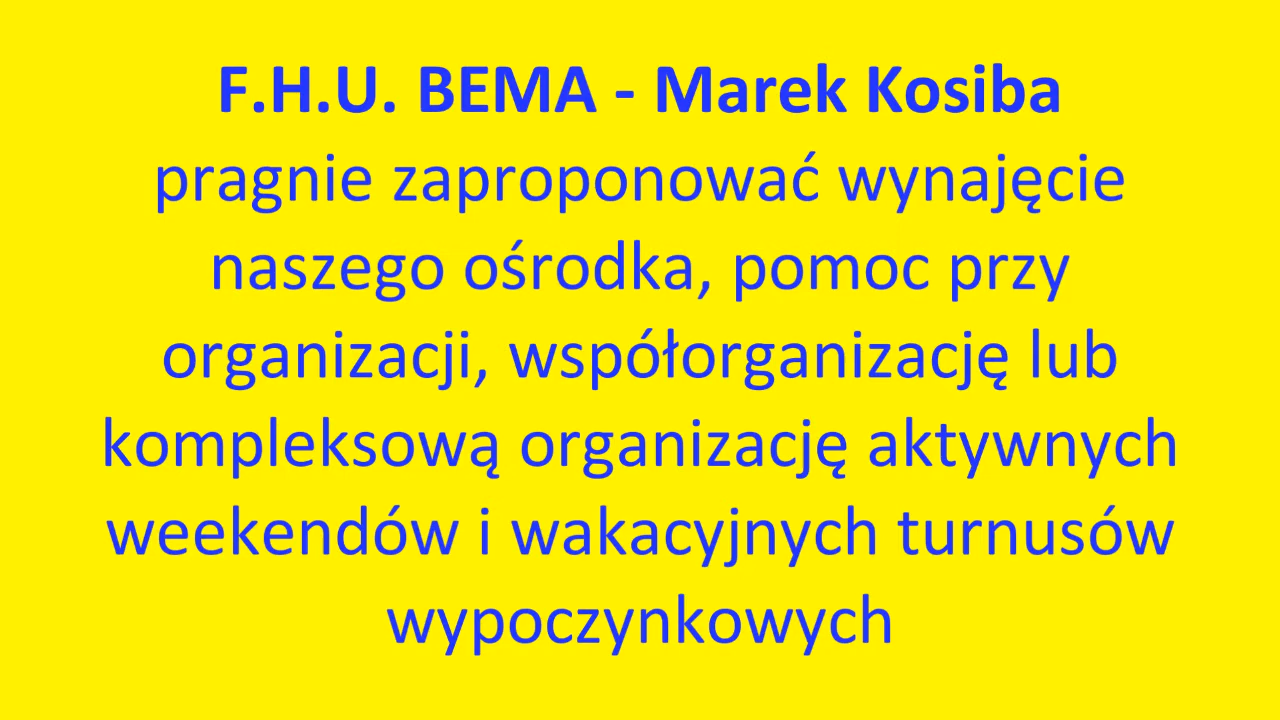 F.H.U. BEMA - Marek Kosiba
pragnie zaproponować wynajęcie
naszego ośrodka, pomoc przy
organizacji, współorganizację lub
kompleksową organizację aktywnych
weekendów i wakacyjnych turnusów
wypoczynkowych